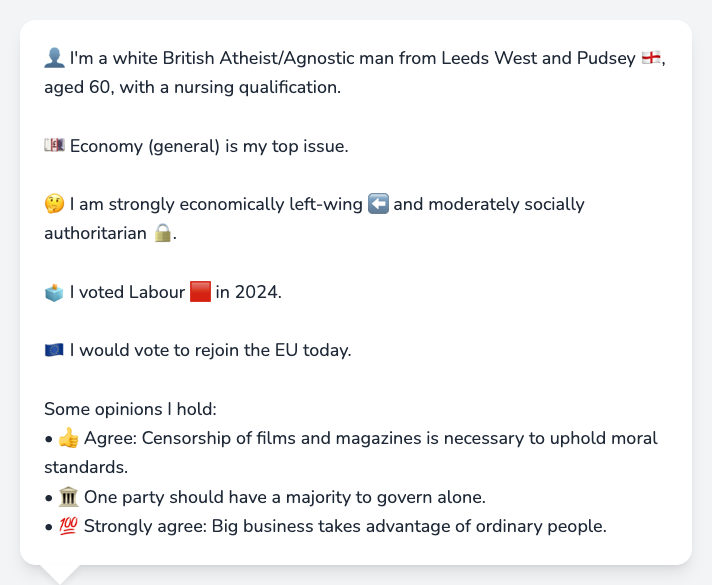 👤 I'm a white British Atheist/Agnostic man from Leeds West and Pudsey 🏴󠁧󠁢󠁥󠁮󠁧󠁿,
aged 60, with a nursing qualification.
💷 Economy (general) is my top issue.
🤔 I am strongly economically left-wing ⬅️ and moderately socially
authoritarian 🔒.
🗳️ I voted Labour 🟥 in 2024.
🇪🇺 I would vote to rejoin the EU today.
Some opinions I hold:
• 👍 Agree: Censorship of films and magazines is necessary to uphold moral
standards.
• 🏛️ One party should have a majority to govern alone.
• 💯 Strongly agree: Big business takes advantage of ordinary people.